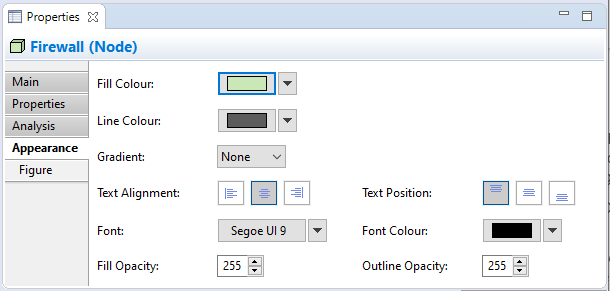 Properties
Firewall (Node)
Main
Properties
Analysis
Appearance
Figure
Fill Colour:
Line Colour:
Gradient: None
Text Alignment: Text Position:
Font: Segoe UI 9 Font Colour:
Fill Opacity: 255 Outline Opacity: 255